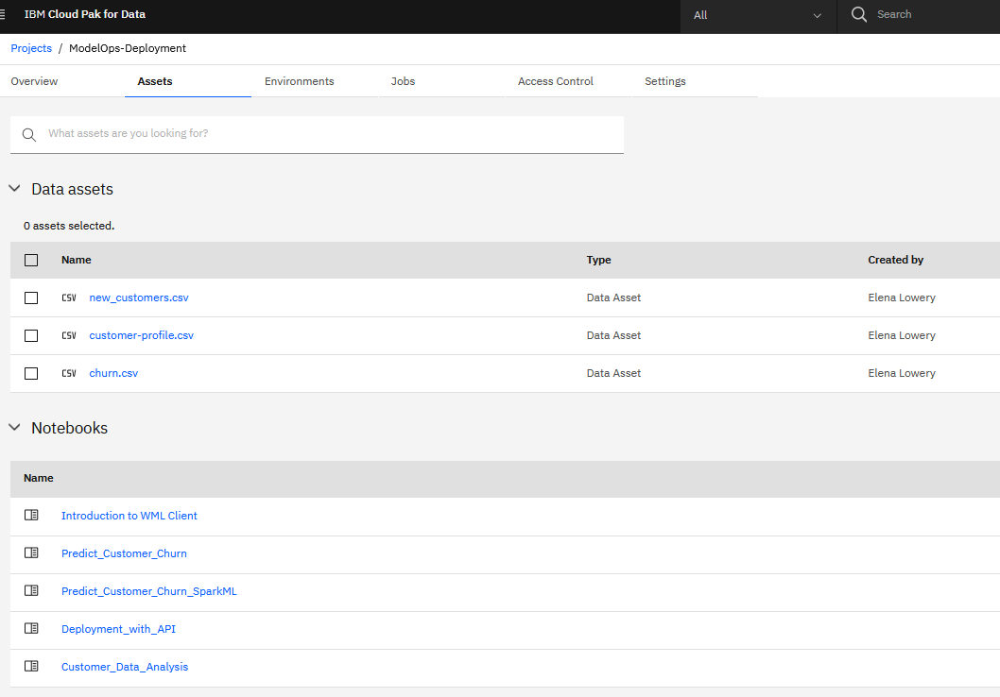 IBM Cloud Pak for Data All Search
Projects / ModelOps-Deployment
Overview Assets Environments Jobs Access Control Settings
What assets are you looking for?
Data assets
0 assets selected.
Name Type Created by
CSV new_customers.csv Data Asset Elena Lowery
CSV customer-profile.csv Data Asset Elena Lowery
CSV churn.csv Data Asset Elena Lowery
Notebooks
Name
Introduction to WML Client
Predict_Customer_Churn
Predict_Customer_Churn_SparkML
Deployment_with_API
Customer_Data_Analysis